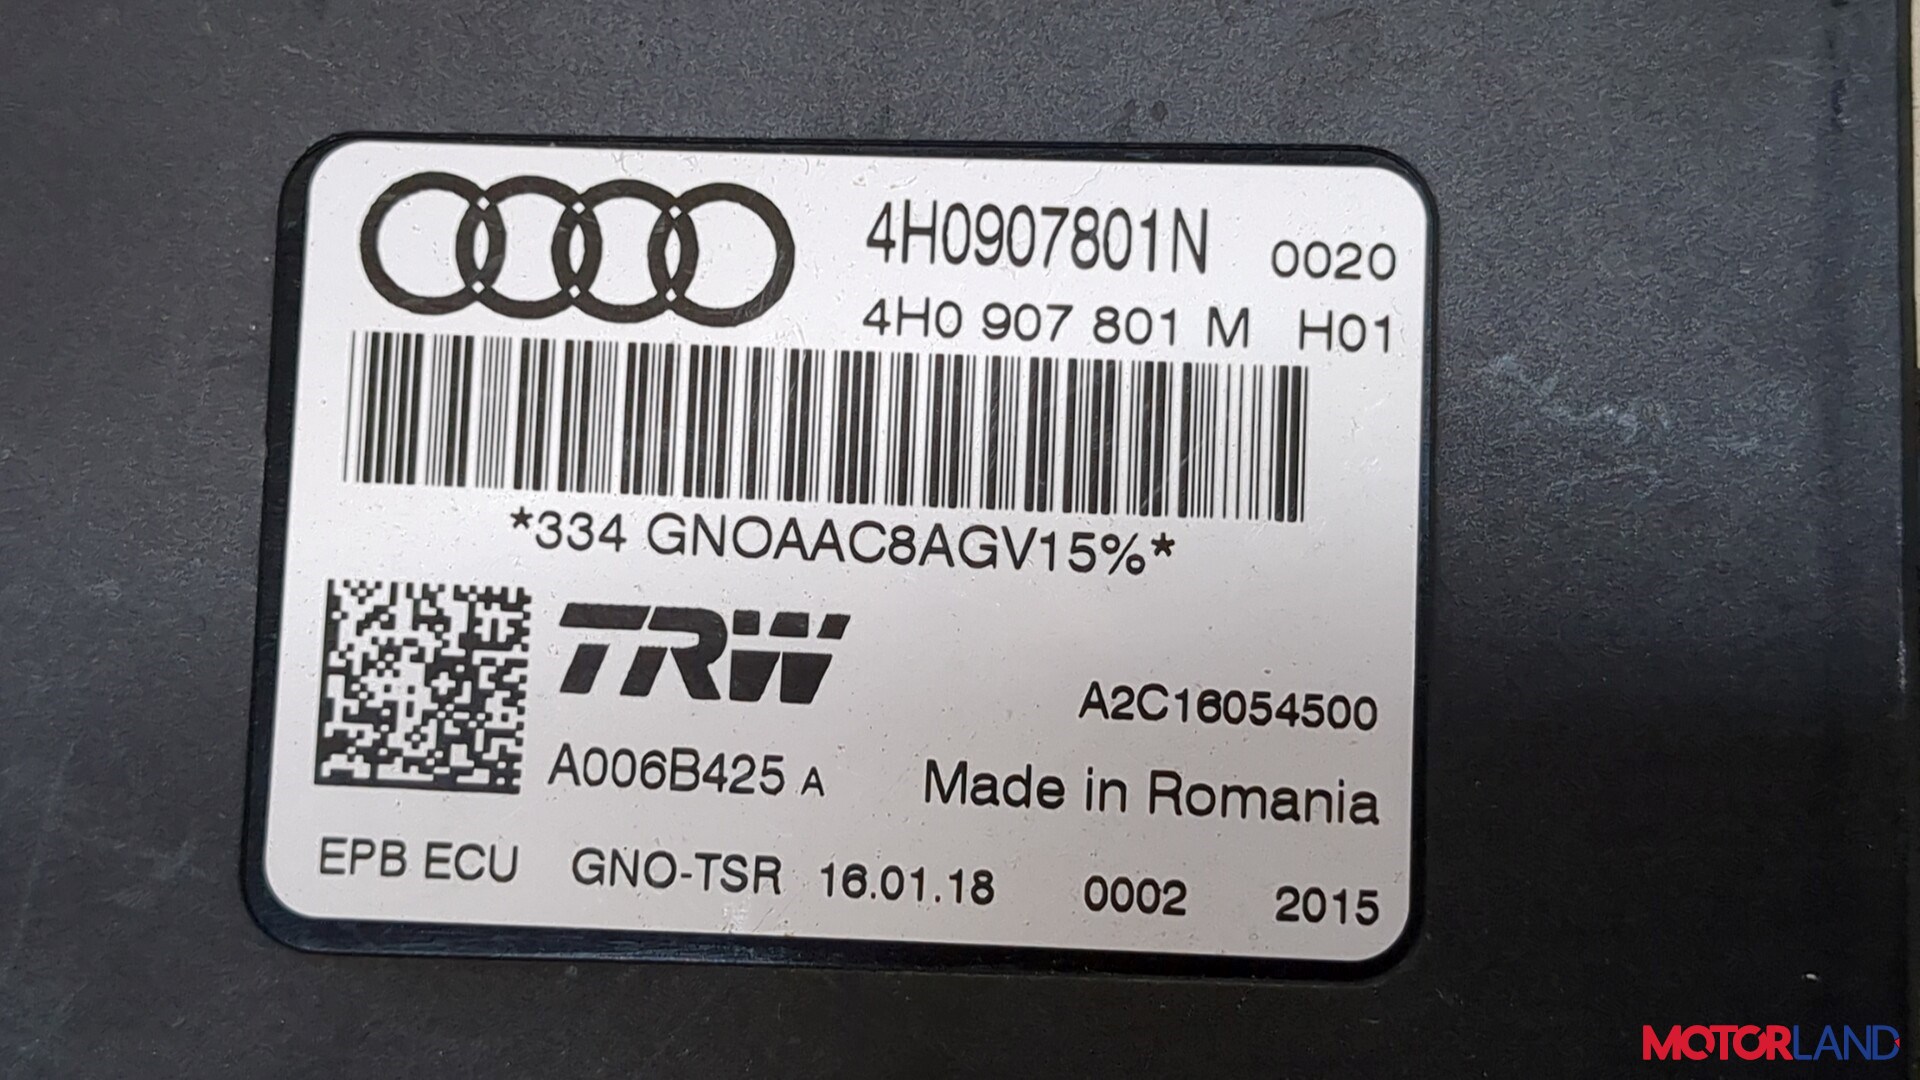 4H0907801N 0020
4H0 907 801 M H01
*334 GNOAAC8AGV15%*
TRW
A2C16054500
A006B425 A
Made in Romania
EPB ECU GNO-TSR 16.01.18 0002 2015
MOTORLAND